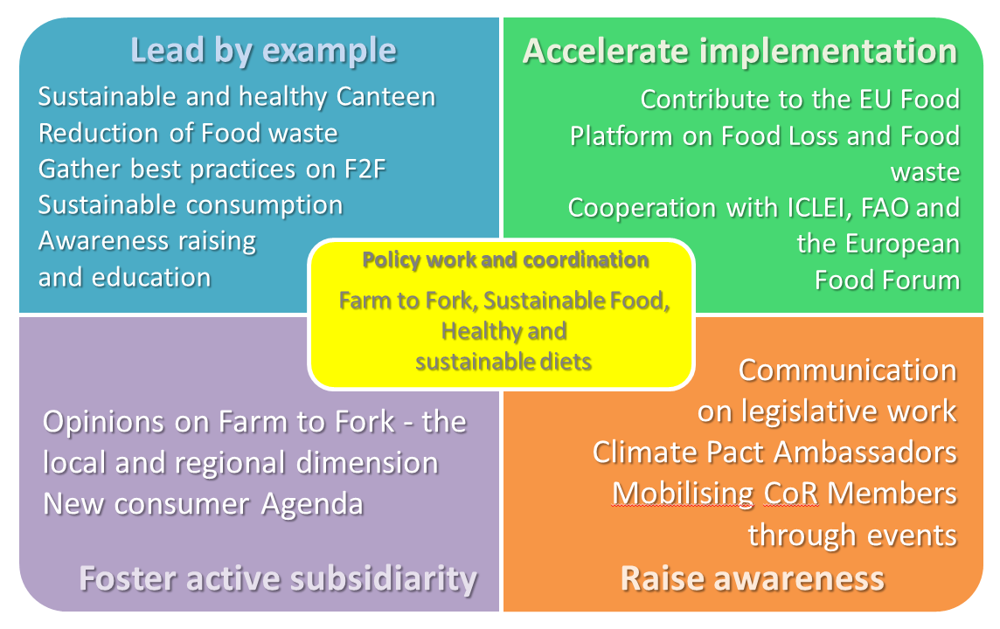 Lead by example
Sustainable and healthy Canteen
Reduction of Food waste
Gather best practices on F2F
Sustainable consumption
Awareness raising
and education
Accelerate implementation
Contribute to the EU Food
Platform on Food Loss and Food
waste
Cooperation with ICLEI, FAO and
the European
Food Forum
Policy work and coordination
Farm to Fork, Sustainable Food,
Healthy and
sustainable diets
Opinions on Farm to Fork - the
local and regional dimension
New consumer Agenda
Foster active subsidiarity
Communication
on legislative work
Climate Pact Ambassadors
Mobilising CoR Members
through events
Raise awareness